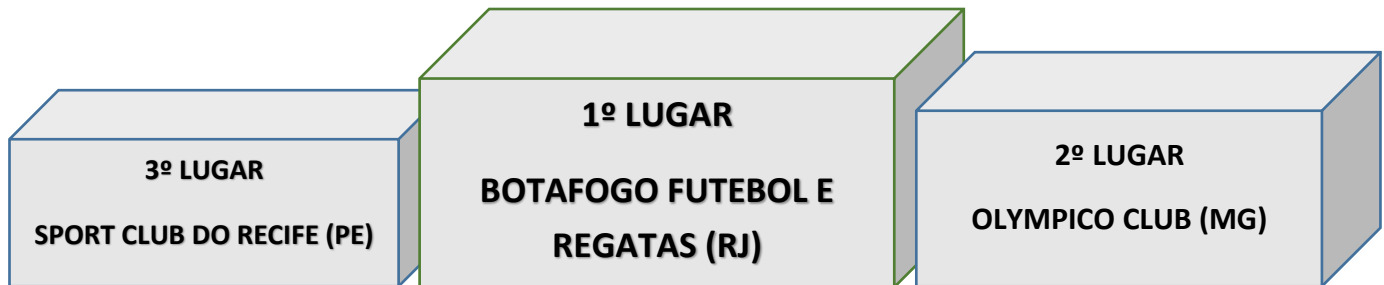 3º LUGAR
SPORT CLUB DO RECIFE (PE)
1º LUGAR
BOTAFOGO FUTEBOL E
REGATAS (RJ)
2º LUGAR
OLYMPICO CLUB (MG)